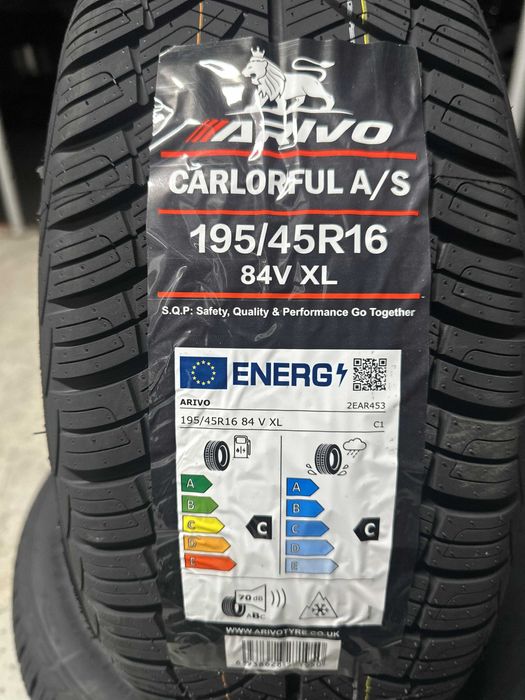 ARIVO
CARLORFUL A/S
195/45R16
84V XL
S.Q.P: Safety, Quality & Performance Go Together
ENERG
ARIVO 2EAR453
195/45R16 84 V XL C1
A A
B B
C C C C
D D
E E
70 dB
ABC
WWW.ARIVOTYRE.CO.UK